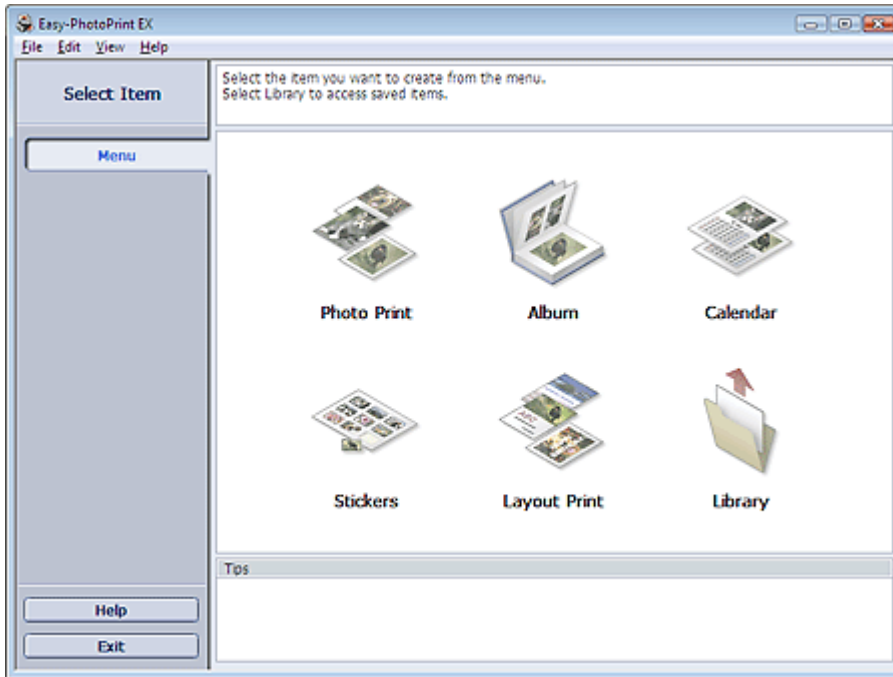 Easy-PhotoPrint EX
File Edit View Help
Select Item
Select the item you want to create from the menu.
Select Library to access saved items.
Menu
Photo Print Album Calendar
Stickers Layout Print Library
Tips
Help
Exit